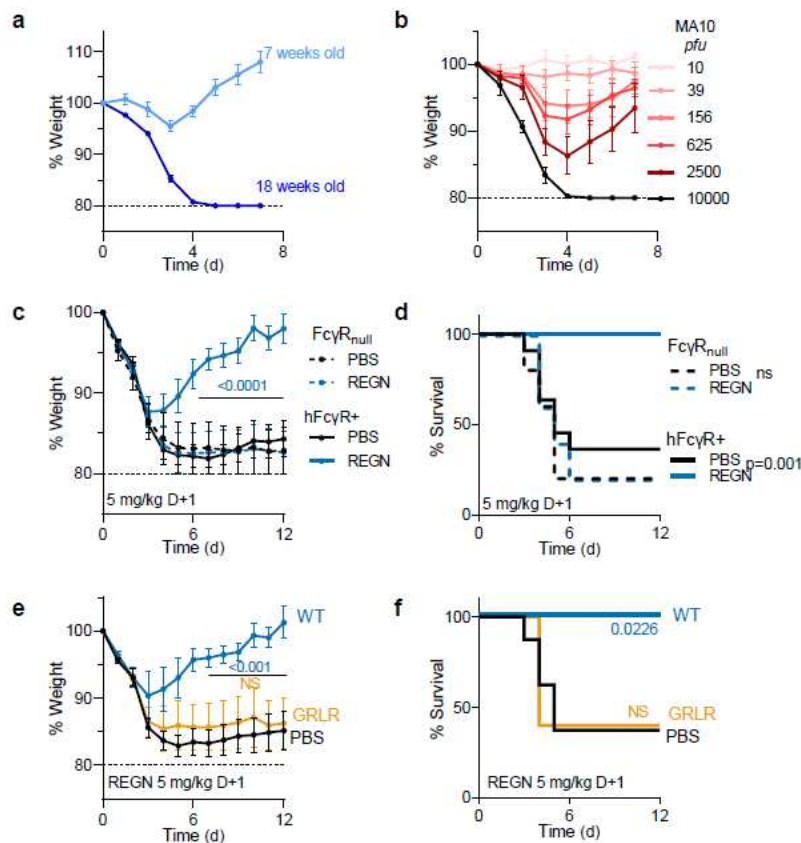 a
% Weight
110
100
90
80
7 weeks old
18 weeks old
0
4
8
Time (d)
b
% Weight
100
90
80
0
4
8
Time (d)
MA10
pfu
10
39
156
625
2500
10000
c
% Weight
100
90
80
5 mg/kg D+1
0
6
12
Time (d)
<0.0001
FcγRnull
PBS
REGN
hFcγR+
PBS
REGN
d
% Survival
100
50
0
5 mg/kg D+1
0
6
12
Time (d)
FcγRnull
PBS ns
REGN
hFcγR+
PBS p=0.001
REGN
e
% Weight
100
90
80
WT
<0.001
NS
GRLR
PBS
REGN 5 mg/kg D+1
0
6
12
Time (d)
f
% Survival
100
50
0
WT
0.0226
NS GRLR
PBS
REGN 5 mg/kg D+1
0
6
12
Time (d)